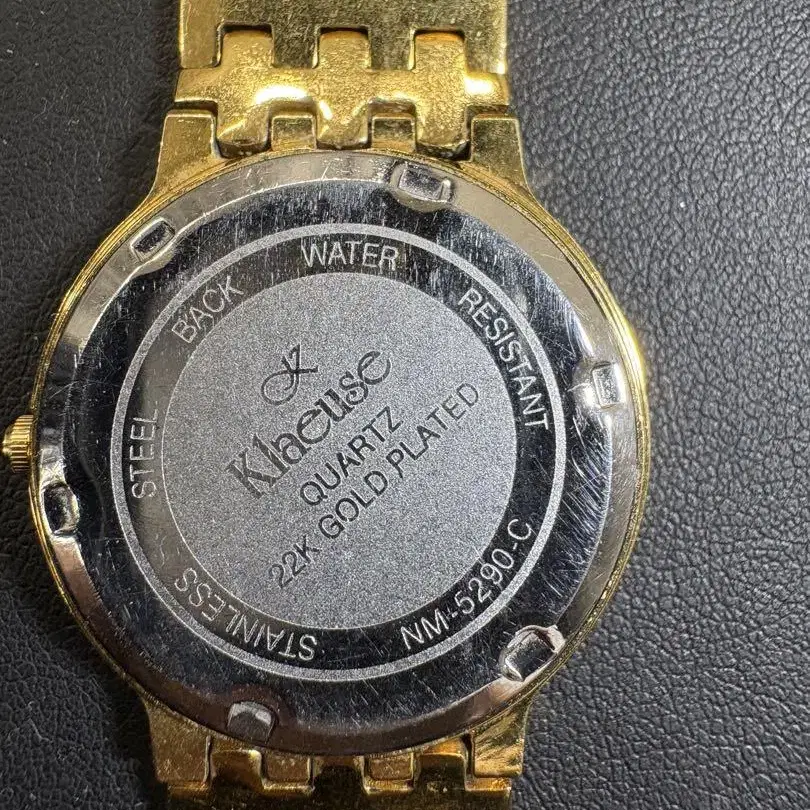 Klaeuse
QUARTZ
22K GOLD PLATED
STAINLESS STEEL BACK WATER RESISTANT
NM-5290-C